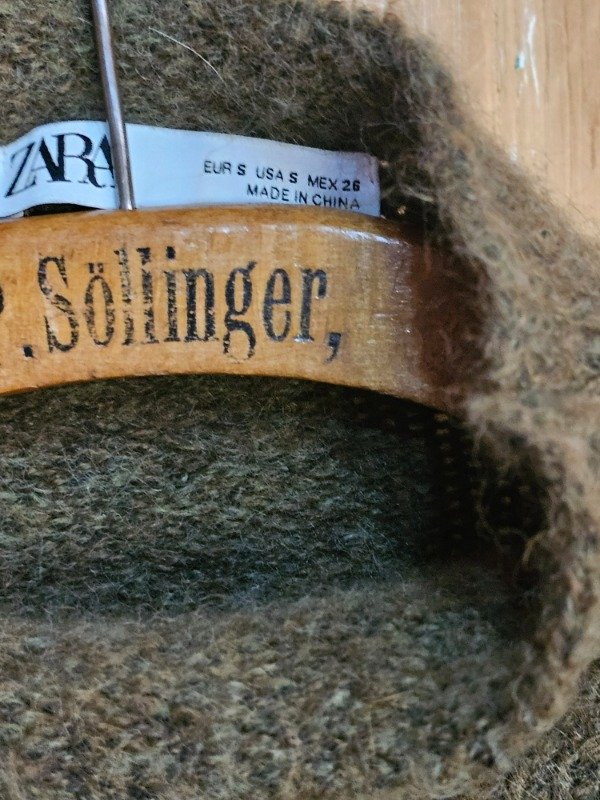 ZARA
EUR S USA S MEX 26
MADE IN CHINA
. Söllinger,